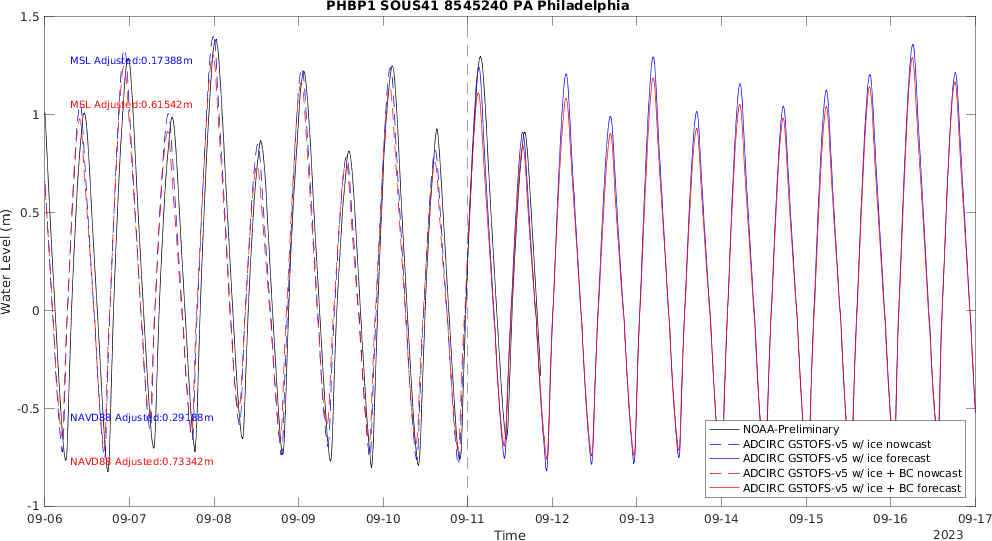 PHBP1 SOUS41 8545240 PA Philadelphia
1.5
1
0.5
0
-0.5
-1
Water Level (m)
MSL Adjusted:0.17388m
MSL Adjusted:0.61542m
NAVD88 Adjusted:0.29188m
NAVD88 Adjusted:0.73342m
NOAA-Preliminary
ADCIRC GSTOFS-v5 w/ ice nowcast
ADCIRC GSTOFS-v5 w/ ice forecast
ADCIRC GSTOFS-v5 w/ ice + BC nowcast
ADCIRC GSTOFS-v5 w/ ice + BC forecast
09-06 09-07 09-08 09-09 09-10 09-11 09-12 09-13 09-14 09-15 09-16 09-17
Time
2023